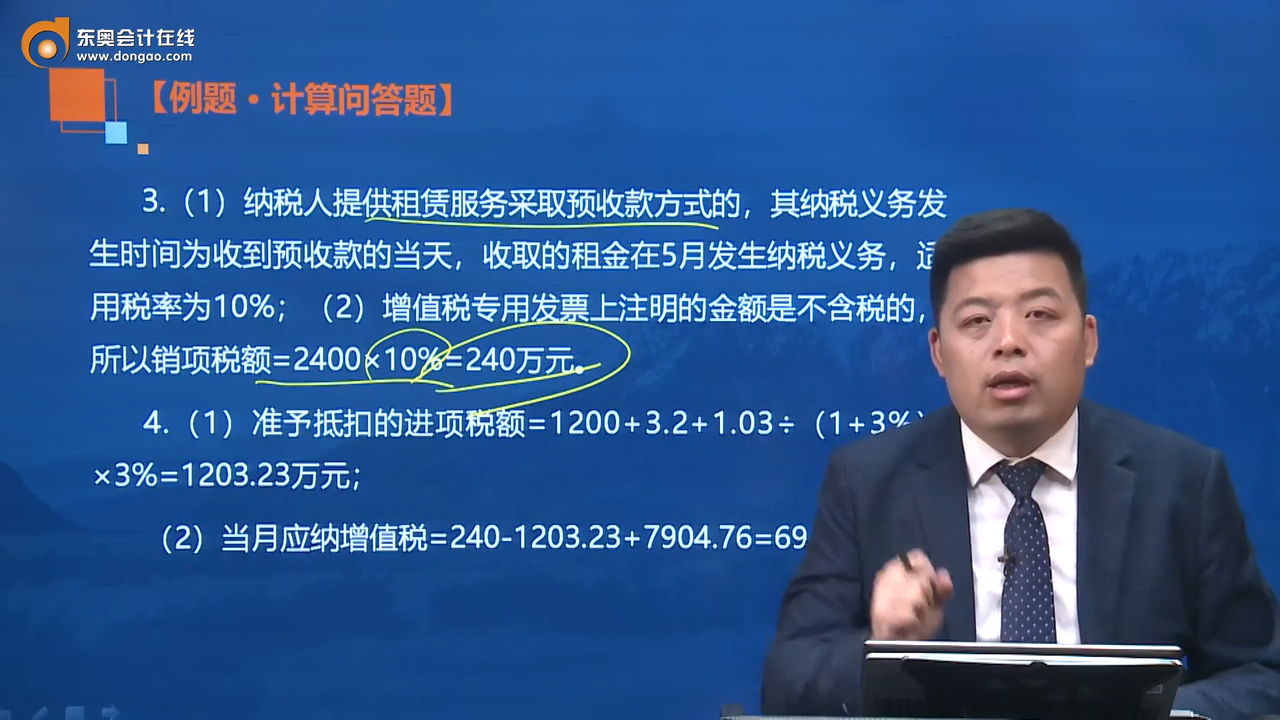 东奥会计在线
www.dongao.com
【例题·计算问答题】
3.（1）纳税人提供租赁服务采取预收款方式的，其纳税义务发
生时间为收到预收款的当天，收取的租金在5月发生纳税义务，适
用税率为10%；（2）增值税专用发票上注明的金额是不含税的，
所以销项税额=2400×10%=240万元。
4.（1）准予抵扣的进项税额=1200+3.2+1.03÷（1+3%）
×3%=1203.23万元；
（2）当月应纳增值税=240-1203.23+7904.76=69